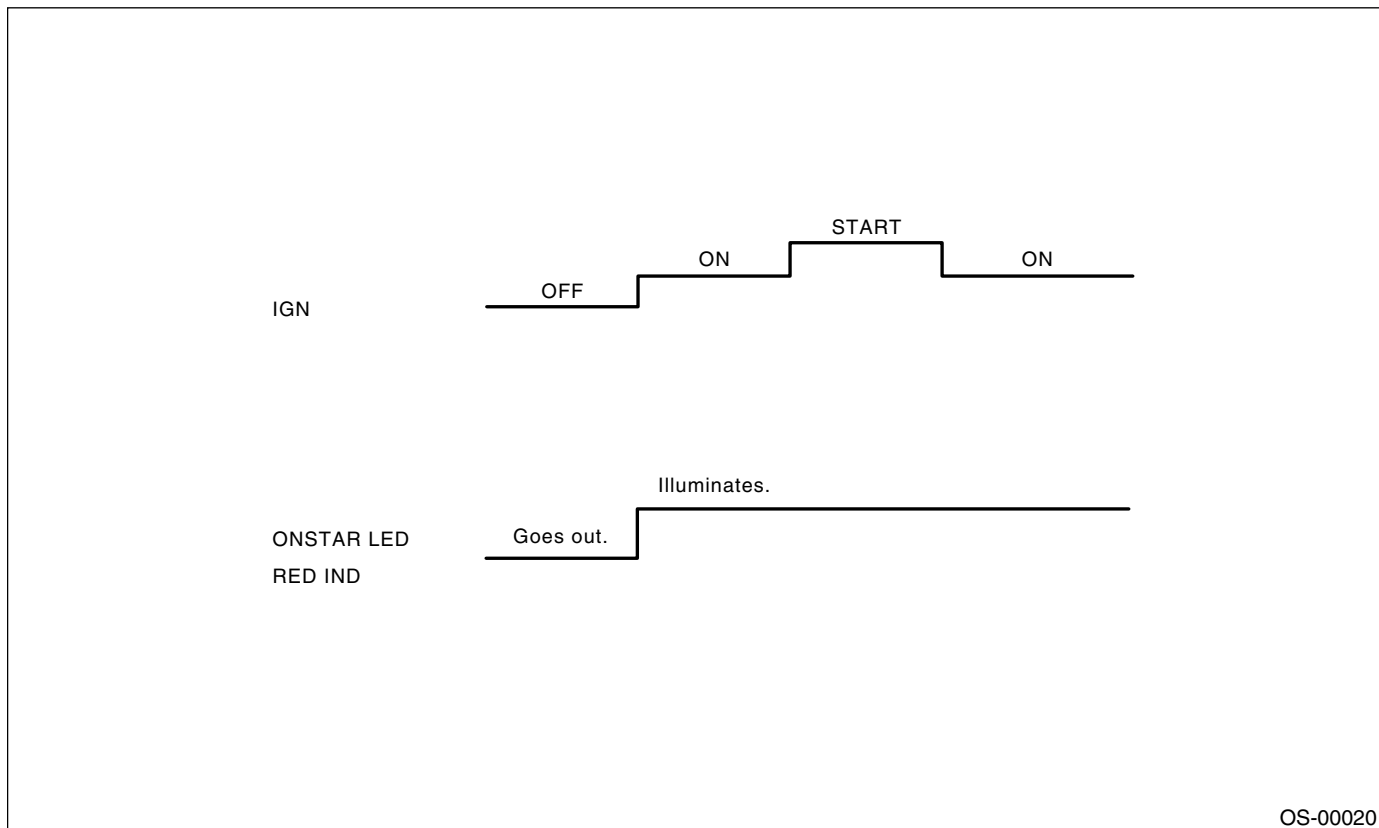 START
ON
ON
OFF
IGN
Illuminates.
ONSTAR LED
Goes out.
RED IND
OS-00020